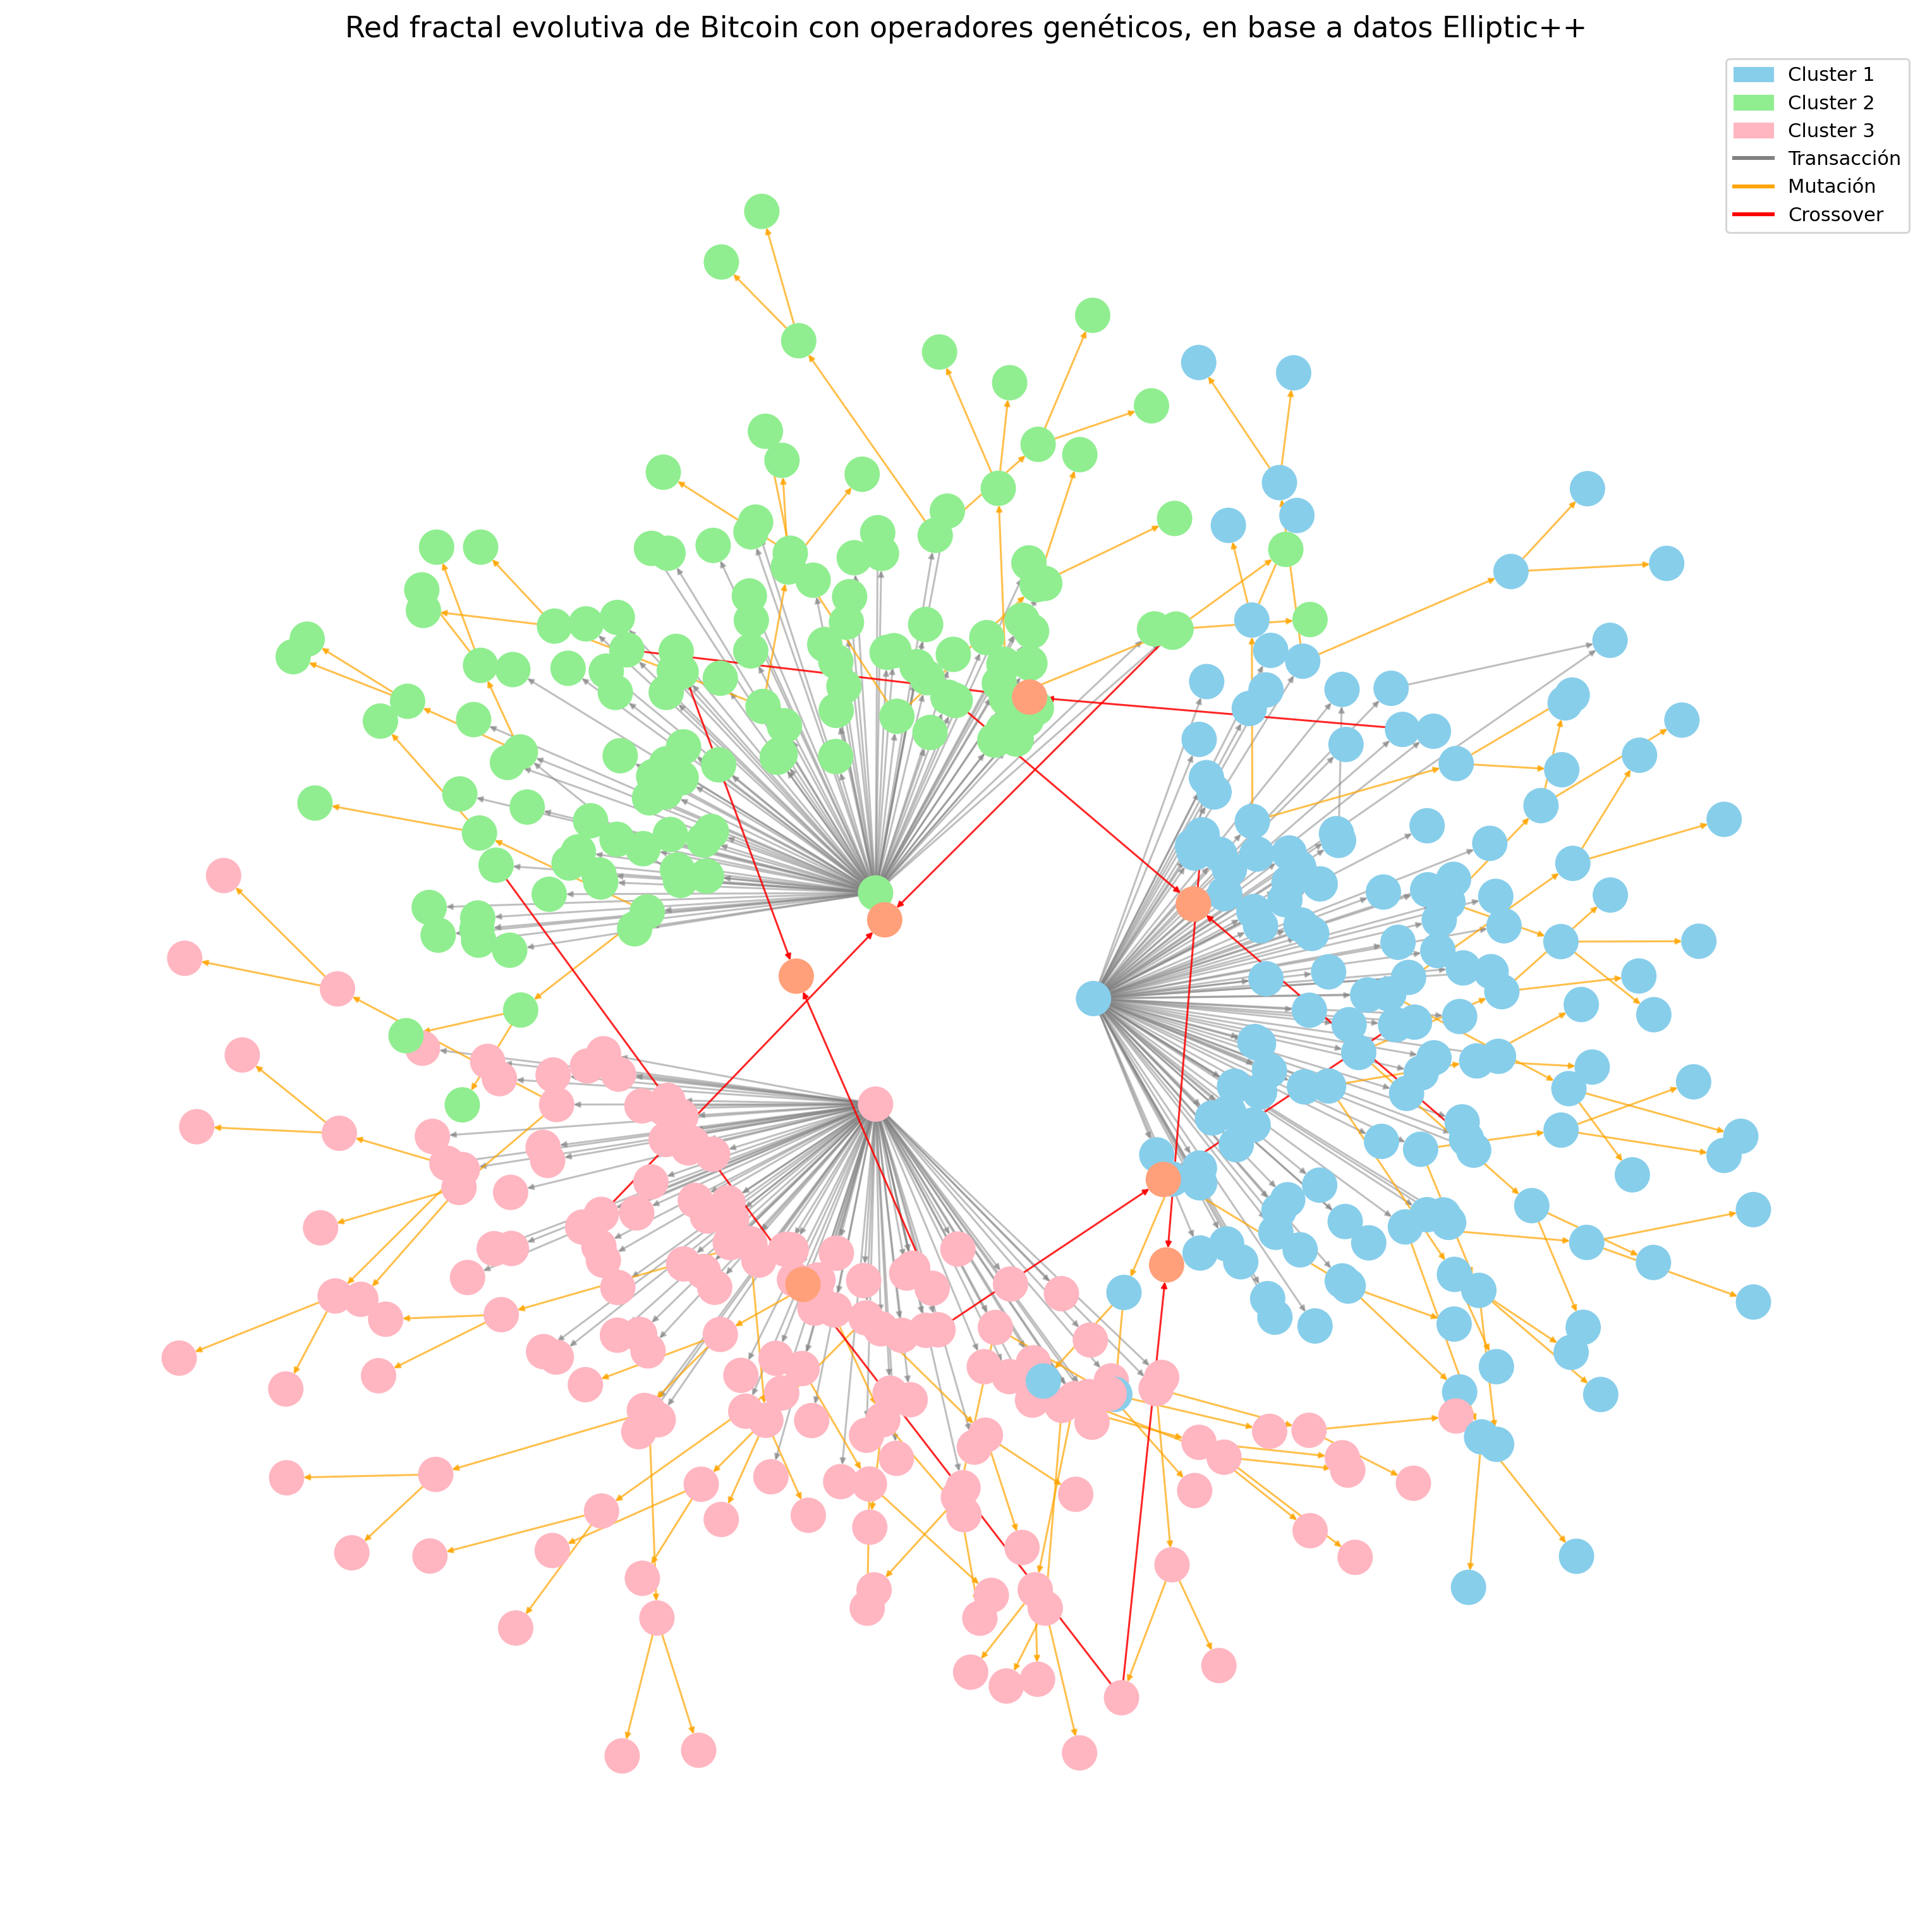 Red fractal evolutiva de Bitcoin con operadores genéticos, en base a datos Elliptic++
Cluster 1
Cluster 2
Cluster 3
Transacción
Mutación
Crossover